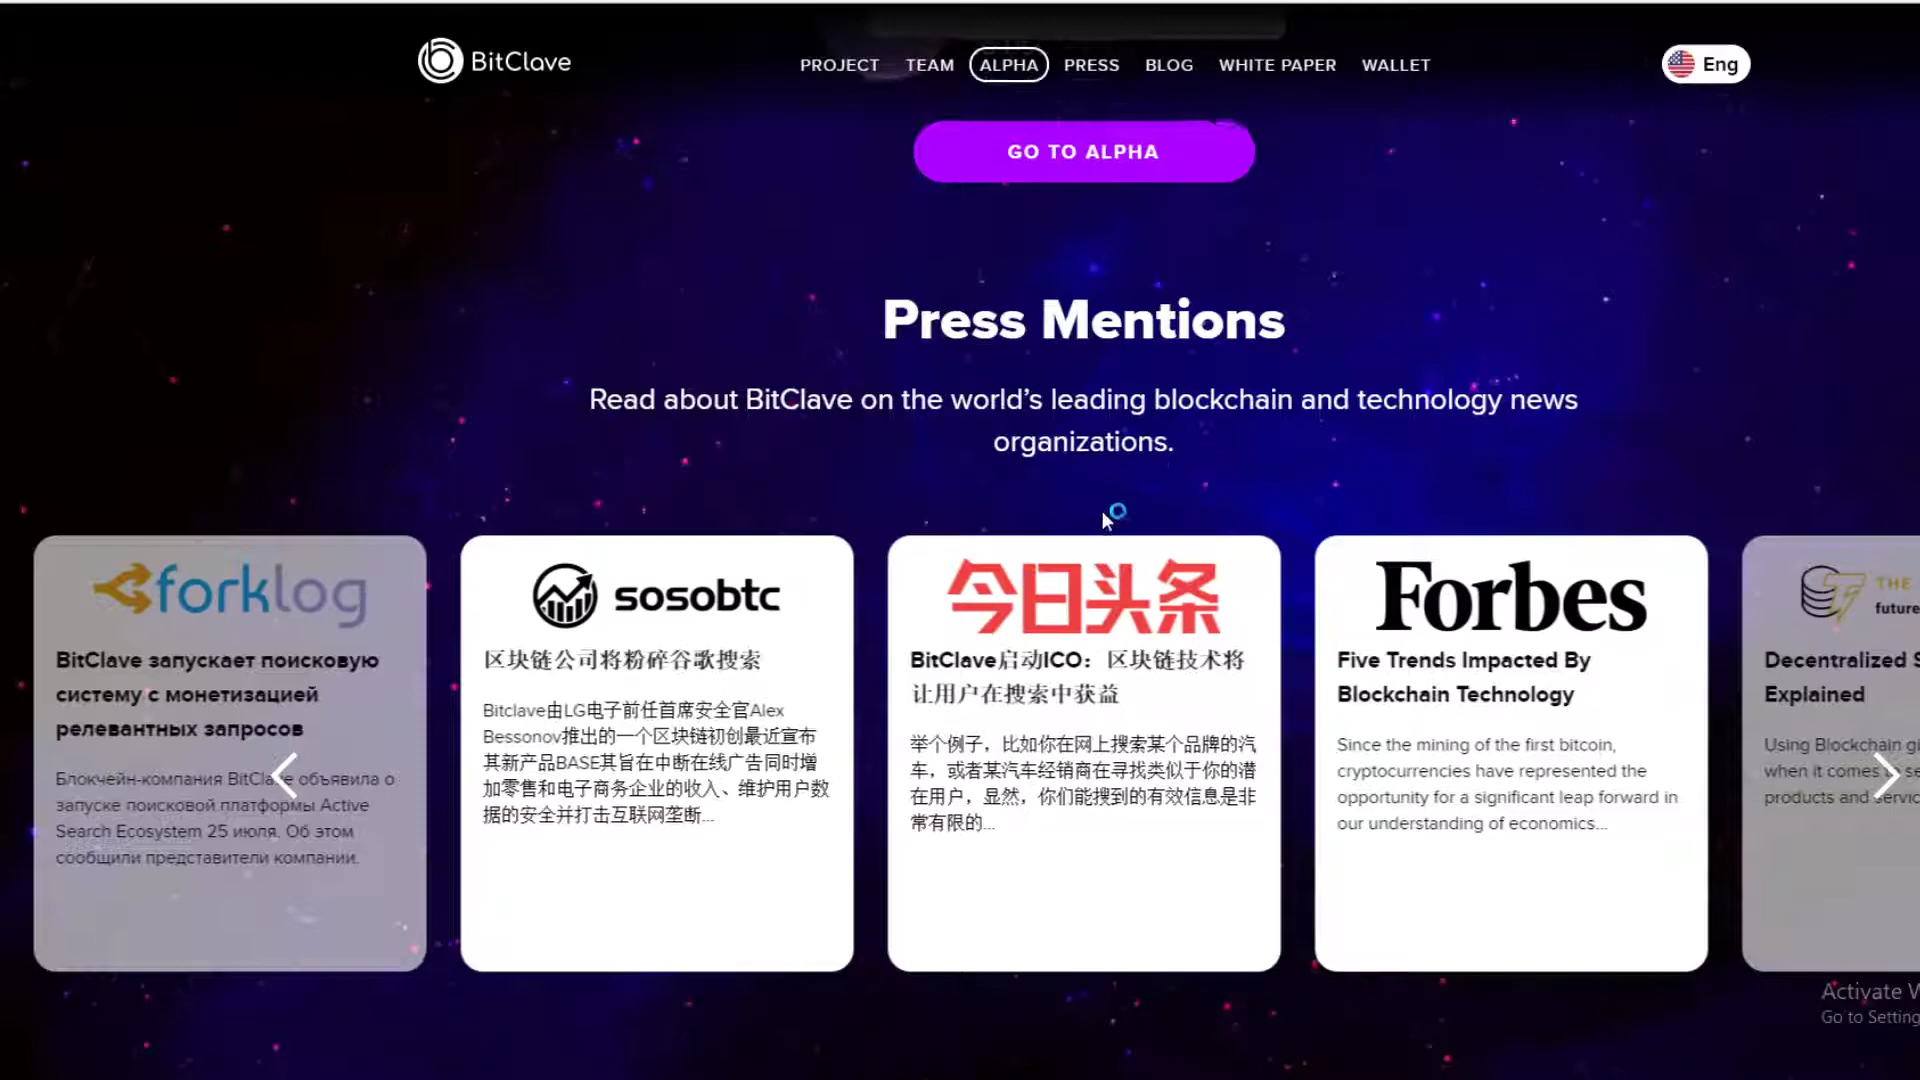 BitClave
PROJECT TEAM ALPHA PRESS BLOG WHITE PAPER WALLET
Eng
GO TO ALPHA
Press Mentions
Read about BitClave on the world’s leading blockchain and technology news
organizations.
forklog
BitClave запускает поисковую
систему с монетизацией
релевантных запросов
Блокчейн-компания BitClave объявила о
запуске поисковой платформы Active
Search Ecosystem 25 июля. Об этом
сообщили представители компании.
sosobtc
区块链公司将粉碎谷歌搜索
Bitclave由LG电子前任首席安全官Alex
Bessonov推出的一个区块链初创最近宣布
其新产品BASE其旨在中断在线广告同时增
加零售和电子商务企业的收入、维护用户数
据的安全并打击互联网垄断...
今日头条
BitClave启动ICO：区块链技术将
让用户在搜索中获益
举个例子，比如你在网上搜索某个品牌的汽
车，或者某汽车经销商在寻找类似于你的潜
在用户，显然，你们能搜到的有效信息是非
常有限的...
Forbes
Five Trends Impacted By
Blockchain Technology
Since the mining of the first bitcoin,
cryptocurrencies have represented the
opportunity for a significant leap forward in
our understanding of economics...
THE
future
Decentralized
Explained
Using Blockchain
when it comes
products and
Activate
Go to Setting